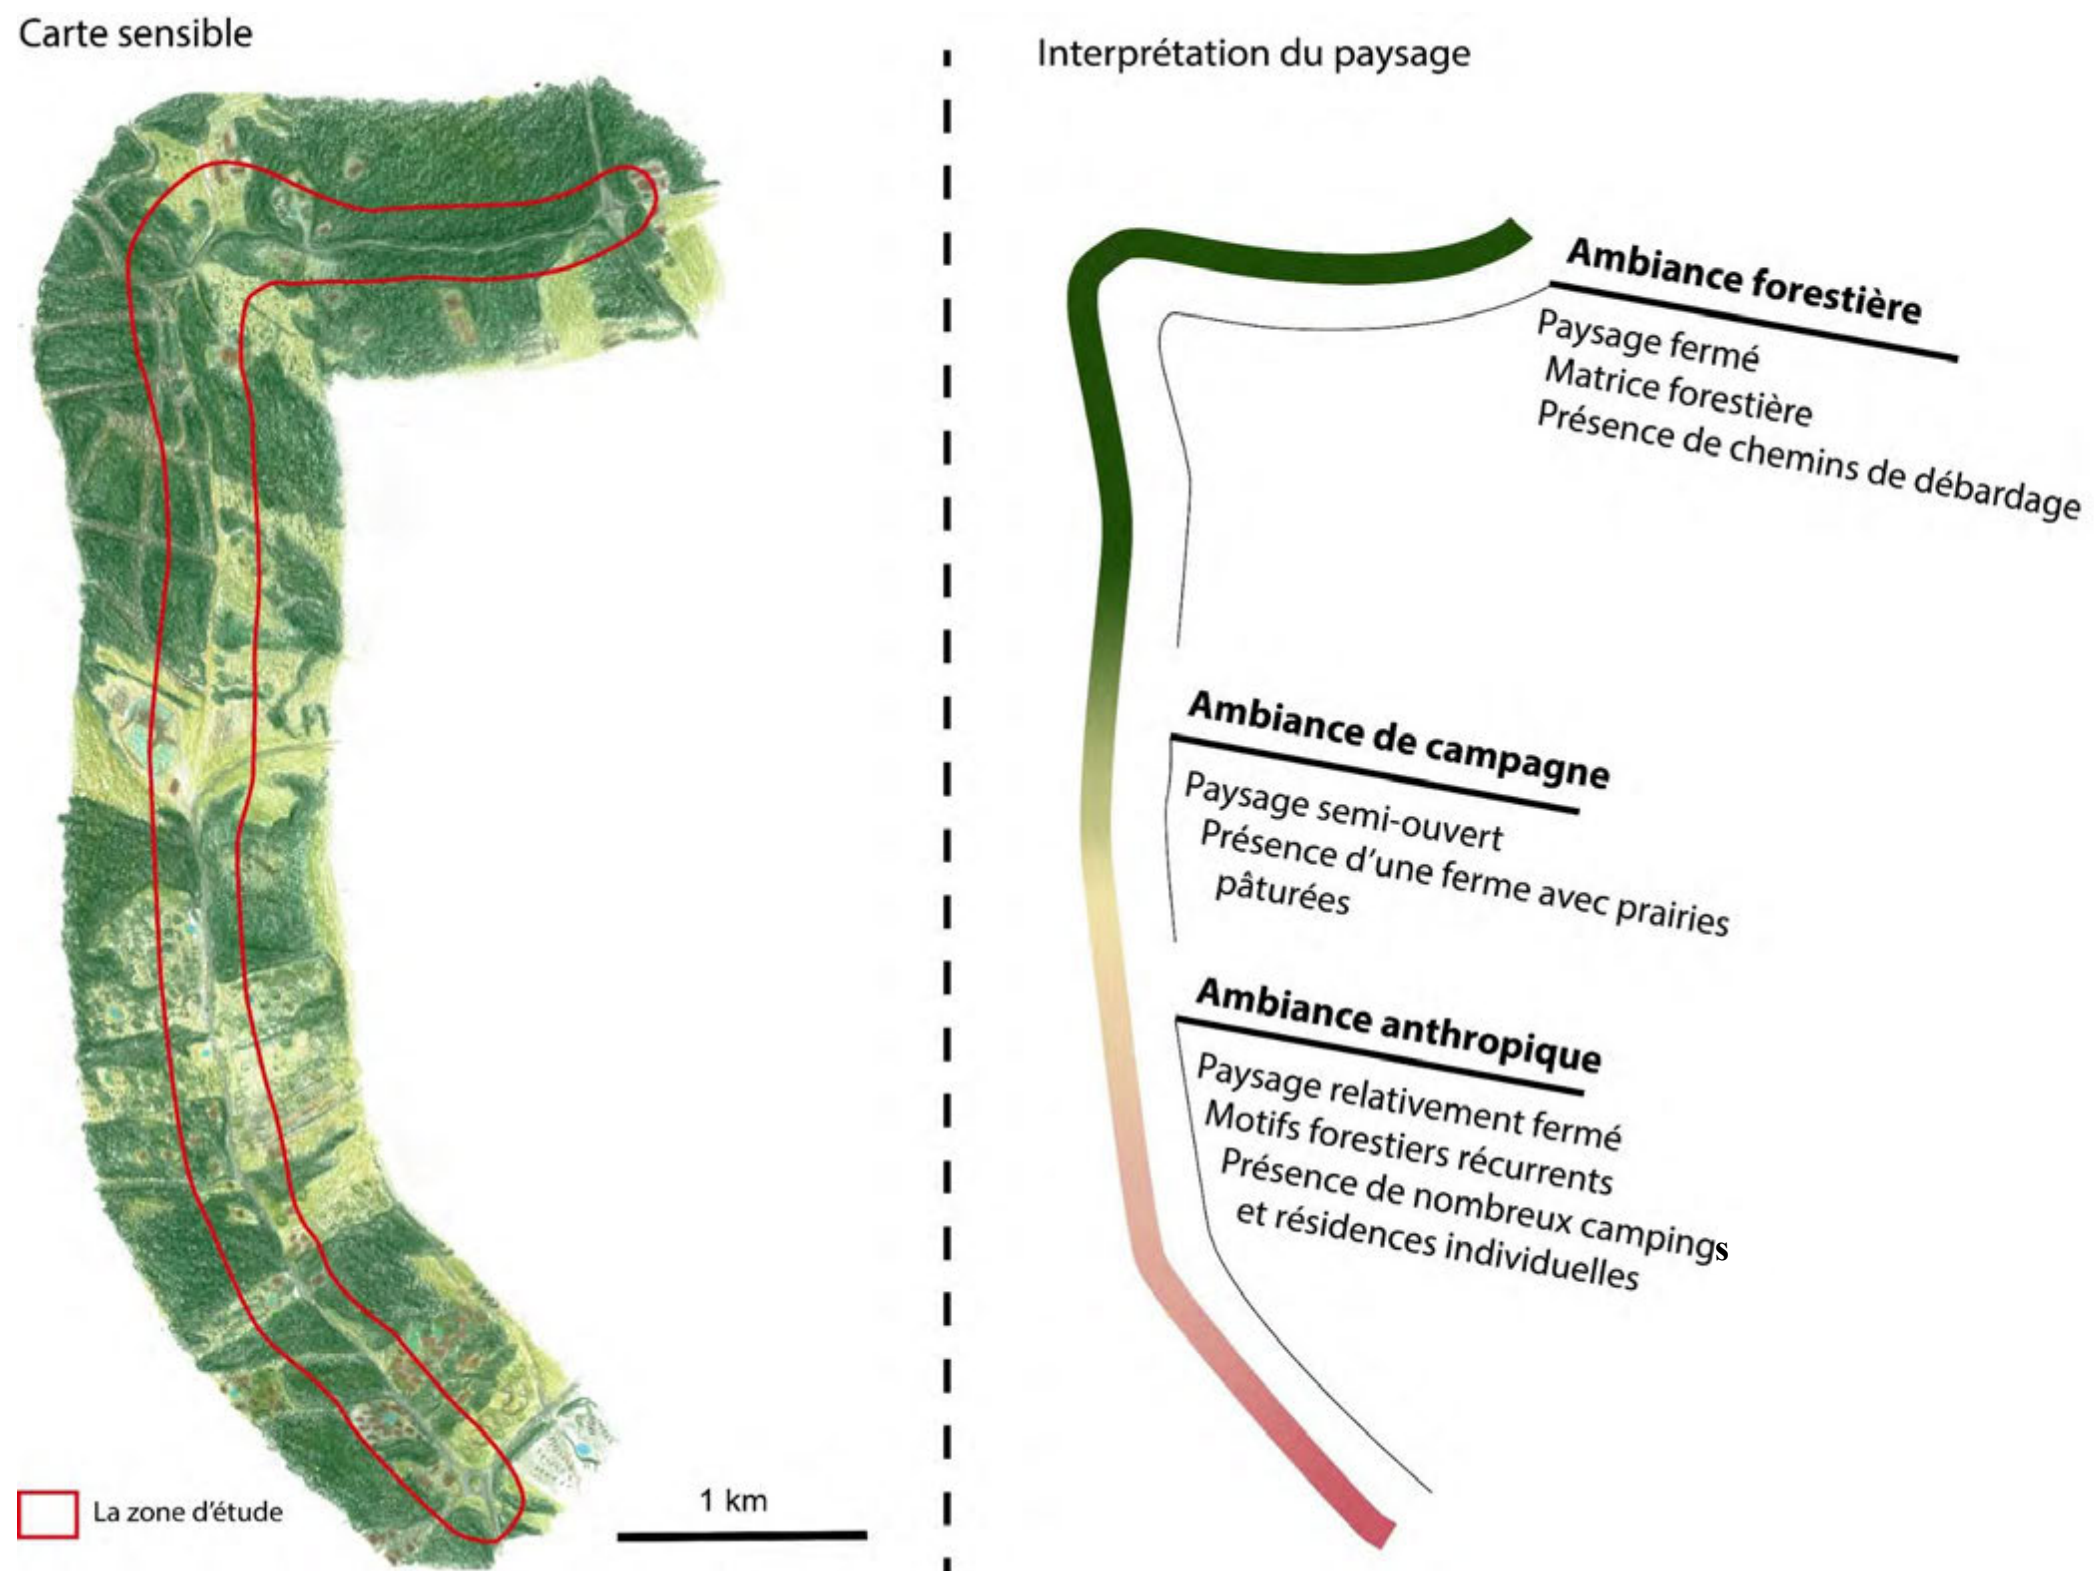 Carte sensible
La zone d'étude
1 km
Interprétation du paysage
Ambiance forestière
Paysage fermé
Matrice forestière
Présence de chemins de débardage
Ambiance de campagne
Paysage semi-ouvert
Présence d'une ferme avec prairies
pâturées
Ambiance anthropique
Paysage relativement fermé
Motifs forestiers récurrents
Présence de nombreux campings
et résidences individuelles